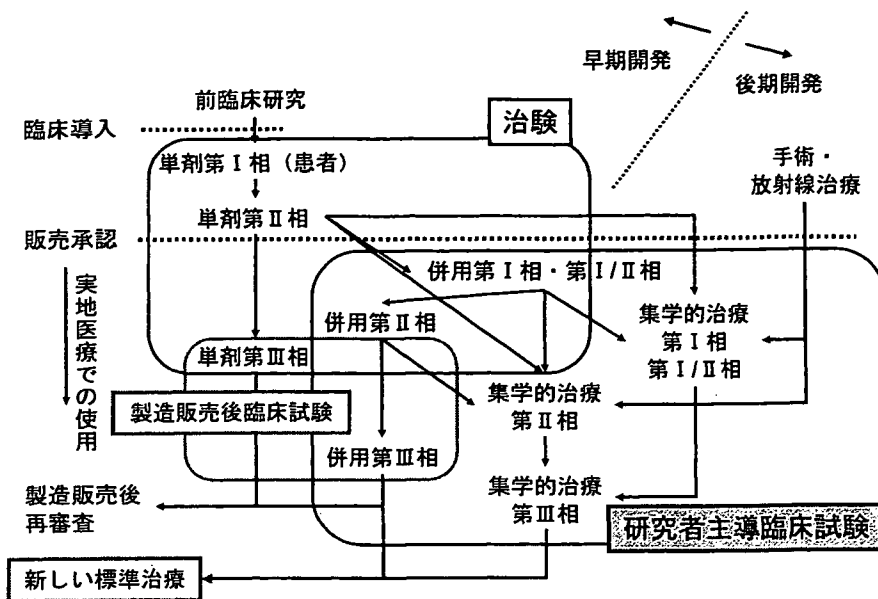 早期開発
後期開発
前臨床研究
治験
臨床導入
単剤第Ⅰ相（患者）
手術・
放射線治療
単剤第Ⅱ相
販売承認
併用第Ⅰ相・第Ⅰ/Ⅱ相
実地医療での使用
併用第Ⅱ相
集学的治療
第Ⅰ相
第Ⅰ/Ⅱ相
単剤第Ⅲ相
集学的治療
第Ⅱ相
製造販売後臨床試験
併用第Ⅲ相
製造販売後
再審査
集学的治療
第Ⅲ相
研究者主導臨床試験
新しい標準治療